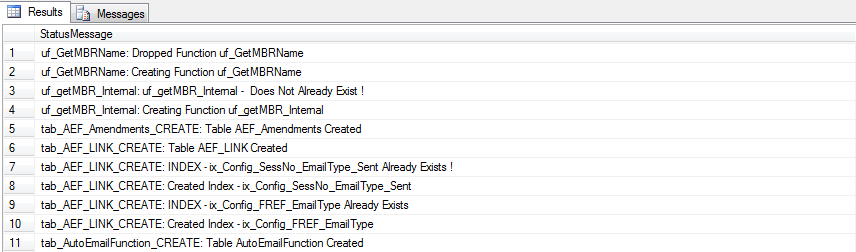 Results Messages
StatusMessage
1 uf_GetMBRName: Dropped Function uf_GetMBRName
2 uf_GetMBRName: Creating Function uf_GetMBRName
3 uf_getMBR_Internal: uf_getMBR_Internal - Does Not Already Exist !
4 uf_getMBR_Internal: Creating Function uf_getMBR_Internal
5 tab_AEF_Amendments_CREATE: Table AEF_Amendments Created
6 tab_AEF_LINK_CREATE: Table AEF_LINK Created
7 tab_AEF_LINK_CREATE: INDEX - ix_Config_SessNo_EmailType_Sent Already Exists !
8 tab_AEF_LINK_CREATE: Created Index - ix_Config_SessNo_EmailType_Sent
9 tab_AEF_LINK_CREATE: INDEX - ix_Config_FREF_EmailType Already Exists
10 tab_AEF_LINK_CREATE: Created Index - ix_Config_FREF_EmailType
11 tab_AutoEmailFunction_CREATE: Table AutoEmailFunction Created